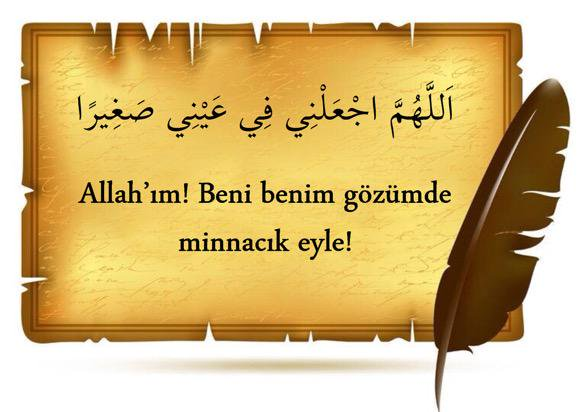 اَللَّهُمَّ اجْعَلْنِي فِي عَيْنِي صَغِيرًا
Allah’ım! Beni benim gözümde
minnacık eyle!